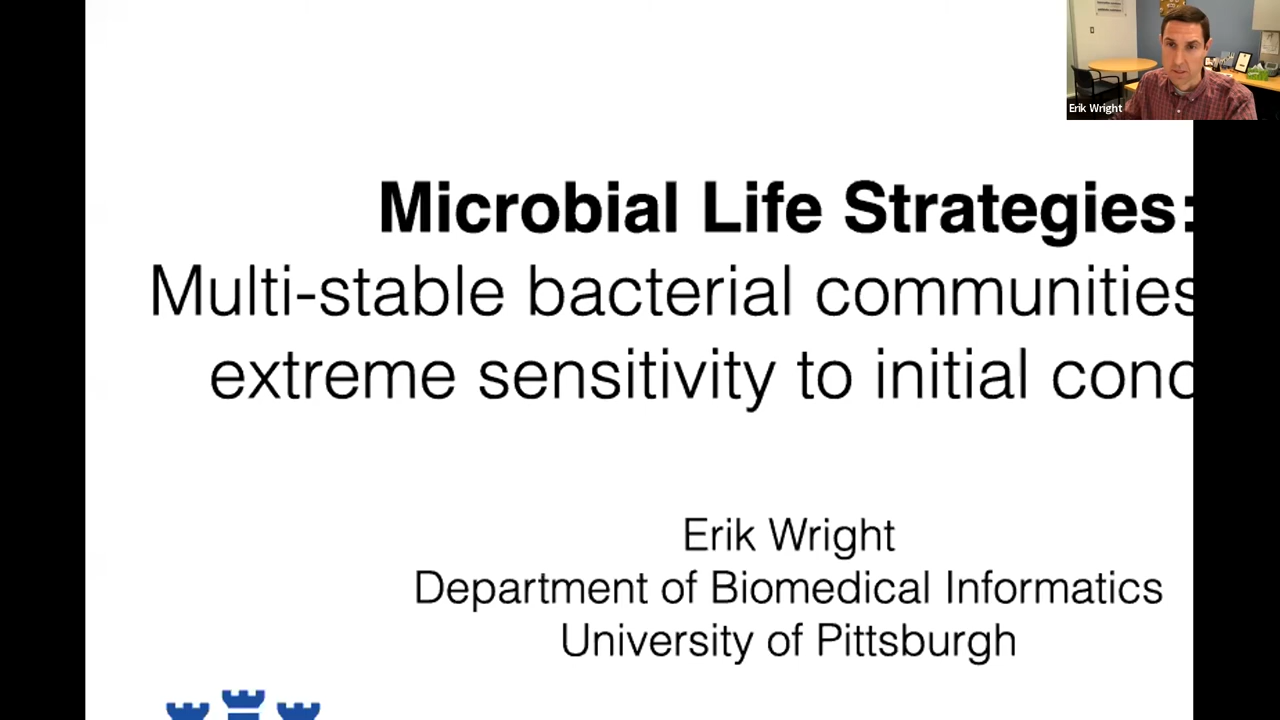 Erik Wright
Microbial Life Strategies:
Multi-stable bacterial communities
extreme sensitivity to initial cond
Erik Wright
Department of Biomedical Informatics
University of Pittsburgh